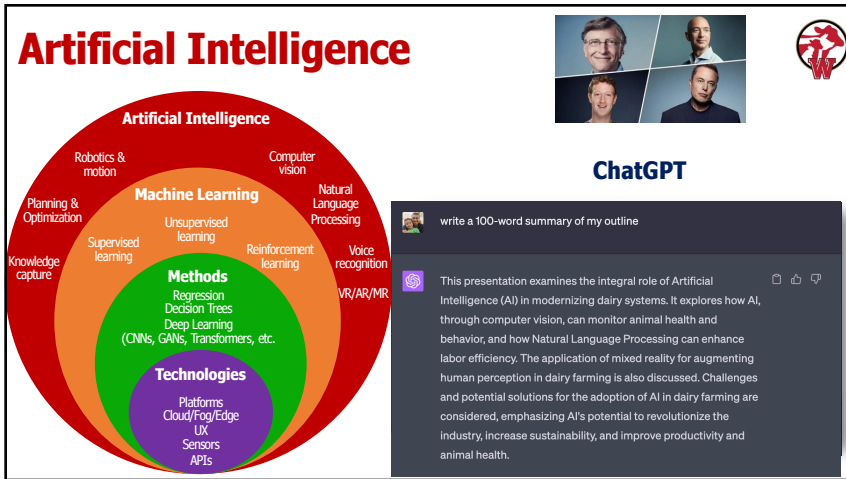 Artificial Intelligence
W
Artificial Intelligence
Robotics &
motion
Computer
vision
Planning &
Optimization
Natural
Language
Processing
Knowledge
capture
Voice
recognition
VR/AR/MR
Machine Learning
Unsupervised
learning
Supervised
learning
Reinforcement
learning
Methods
Regression
Decision Trees
Deep Learning
(CNNs, GANs, Transformers, etc.
Technologies
Platforms
Cloud/Fog/Edge
UX
Sensors
APIs
ChatGPT
write a 100-word summary of my outline
This presentation examines the integral role of Artificial
Intelligence (AI) in modernizing dairy systems. It explores how AI,
through computer vision, can monitor animal health and
behavior, and how Natural Language Processing can enhance
labor efficiency. The application of mixed reality for augmenting
human perception in dairy farming is also discussed. Challenges
and potential solutions for the adoption of AI in dairy farming are
considered, emphasizing AI's potential to revolutionize the
industry, increase sustainability, and improve productivity and
animal health.